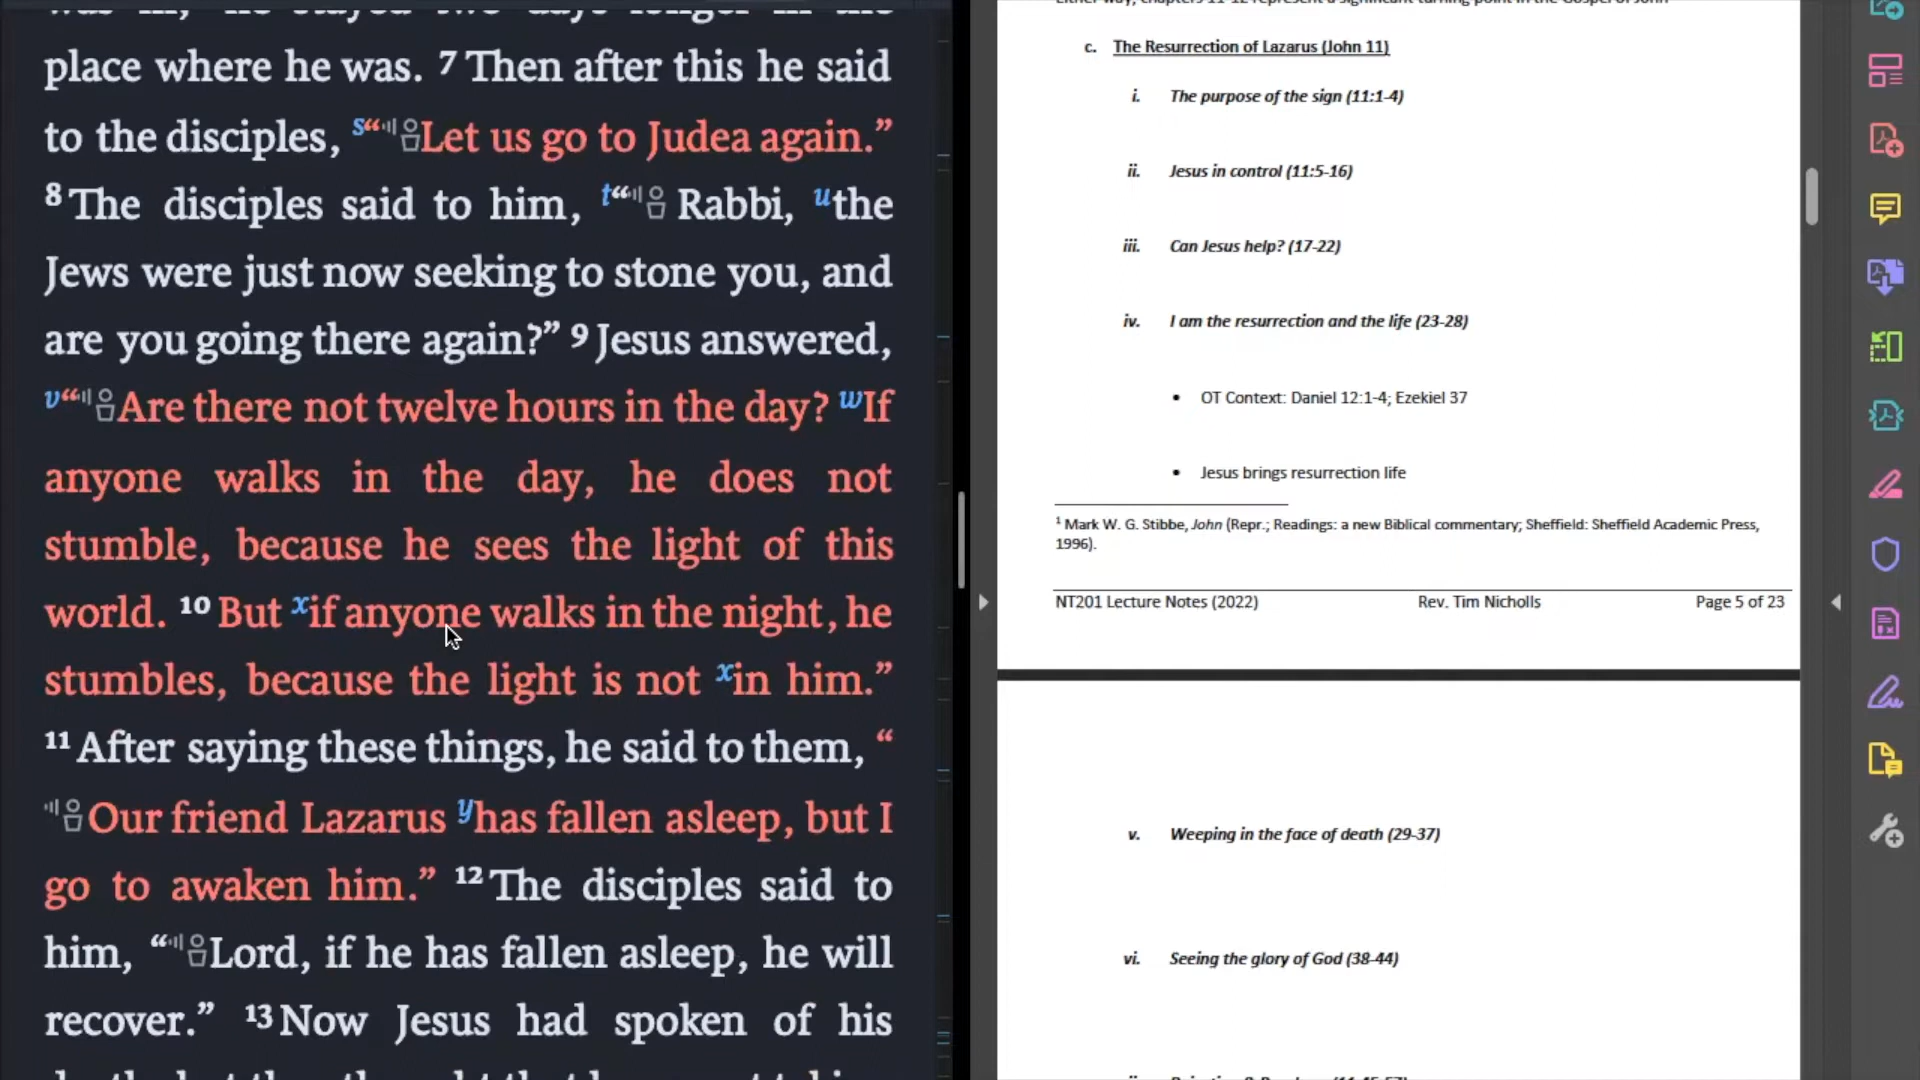 place where he was. 7 Then after this he said
to the disciples, s“Let us go to Judea again.”
8 The disciples said to him, t“Rabbi, uthe
Jews were just now seeking to stone you, and
are you going there again?” 9 Jesus answered,
v“Are there not twelve hours in the day? wIf
anyone walks in the day, he does not
stumble, because he sees the light of this
world. 10 But xif anyone walks in the night, he
stumbles, because the light is not xin him.”
11 After saying these things, he said to them, “
Our friend Lazarus yhas fallen asleep, but I
go to awaken him.” 12 The disciples said to
him, “Lord, if he has fallen asleep, he will
recover.” 13 Now Jesus had spoken of his
c. The Resurrection of Lazarus (John 11)
i. The purpose of the sign (11:1-4)
ii. Jesus in control (11:5-16)
iii. Can Jesus help? (17-22)
iv. I am the resurrection and the life (23-28)
• OT Context: Daniel 12:1-4; Ezekiel 37
• Jesus brings resurrection life
1 Mark W. G. Stibbe, John (Repr.; Readings: a new Biblical commentary; Sheffield: Sheffield Academic Press,
1996).
NT201 Lecture Notes (2022) Rev. Tim Nicholls Page 5 of 23
v. Weeping in the face of death (29-37)
vi. Seeing the glory of God (38-44)